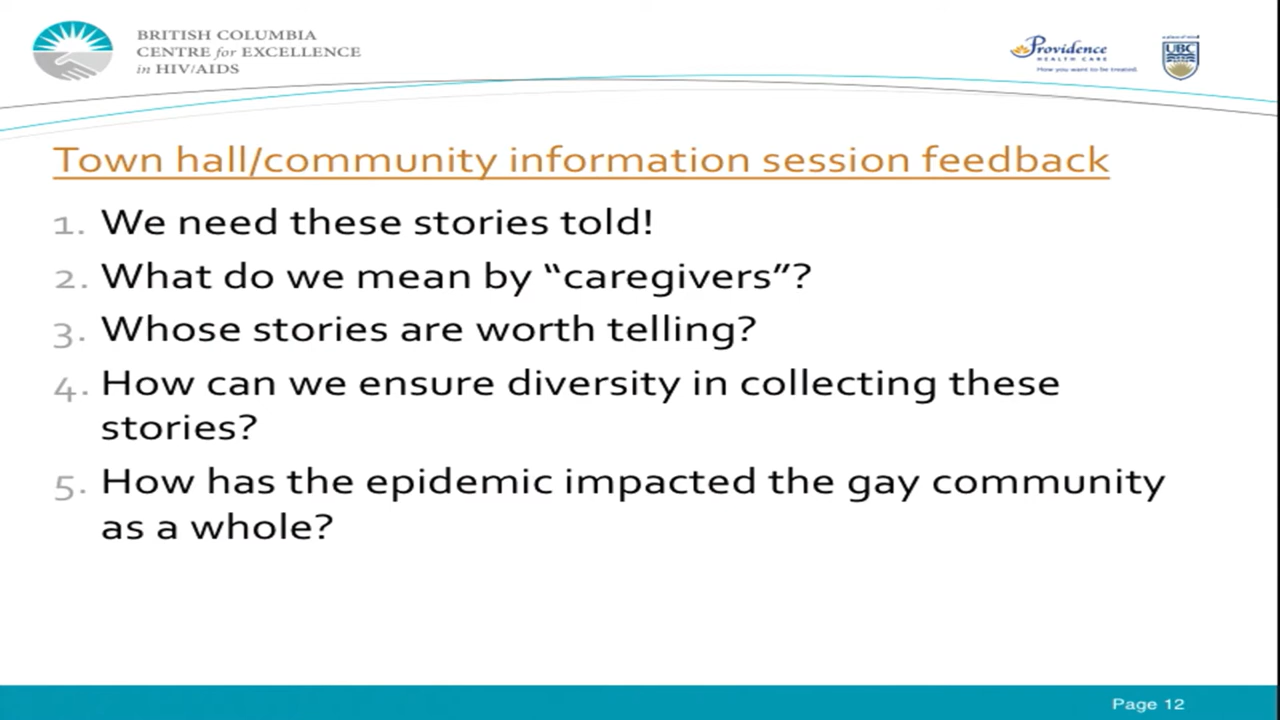 BRITISH COLUMBIA
CENTRE for EXCELLENCE
in HIV/AIDS
Providence
HEALTH CARE
How you want to be treated.
UBC
Town hall/community information session feedback
1. We need these stories told!
2. What do we mean by “caregivers”?
3. Whose stories are worth telling?
4. How can we ensure diversity in collecting these
stories?
5. How has the epidemic impacted the gay community
as a whole?
Page 12